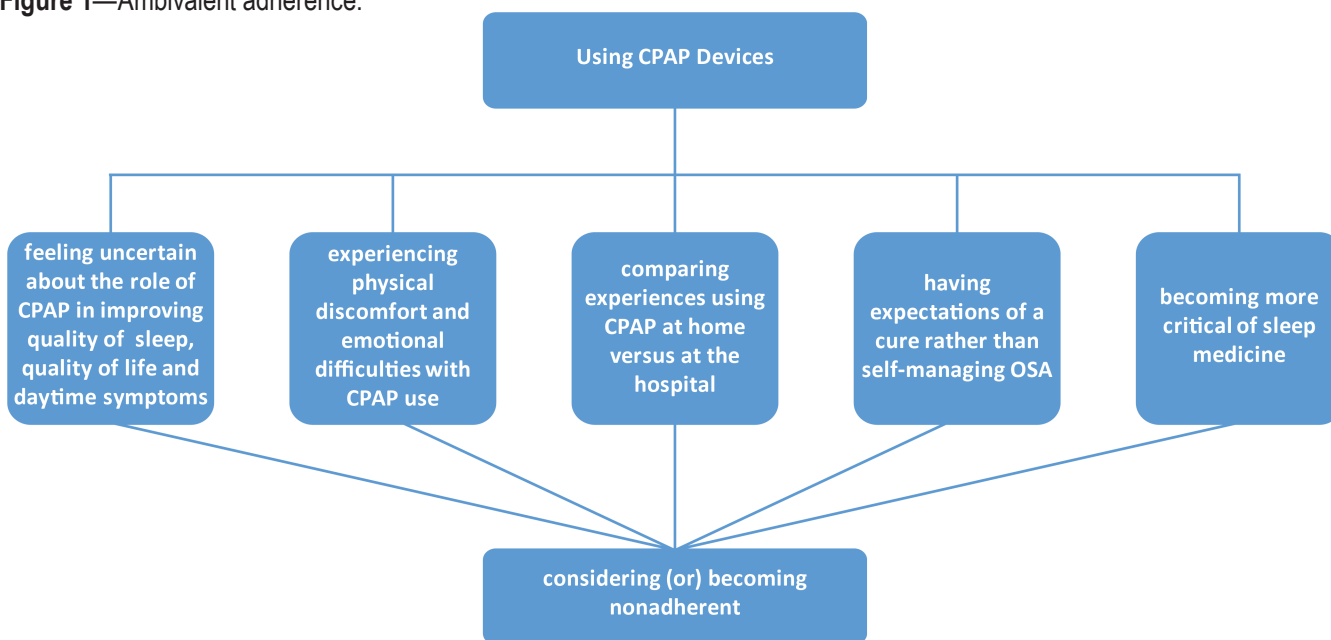 Figure 1—Ambivalent adherence.
Using CPAP Devices
feeling uncertain
about the role of
CPAP in improving
quality of sleep,
quality of life and
daytime symptoms
experiencing
physical
discomfort and
emotional
difficulties with
CPAP use
comparing
experiences using
CPAP at home
versus at the
hospital
having
expectations of a
cure rather than
self-managing OSA
becoming more
critical of sleep
medicine
considering (or) becoming
nonadherent